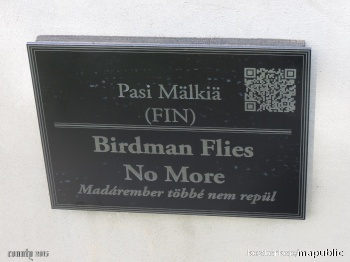 Pasi Mälkiä
(FIN)
Birdman Flies
No More
Madárember többé nem repül